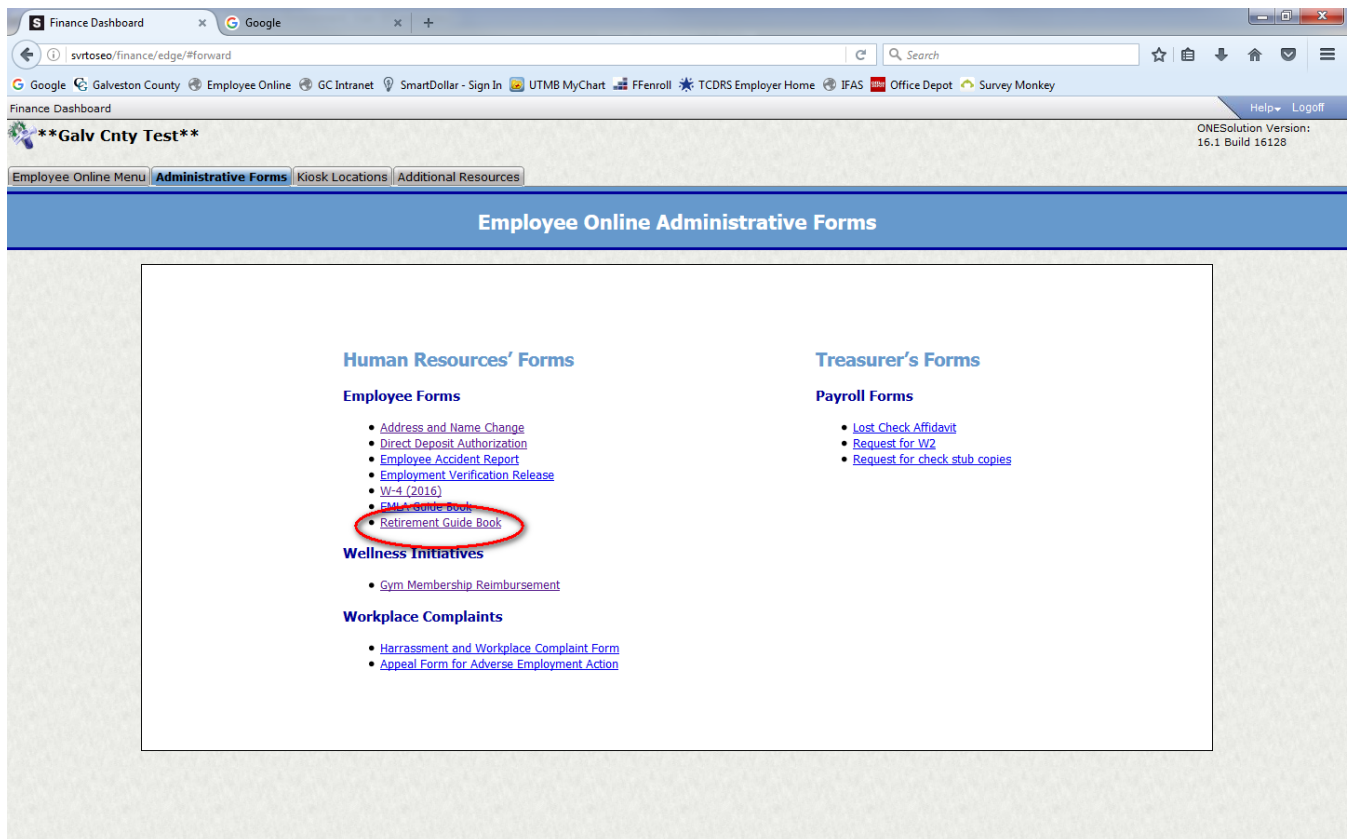 Finance Dashboard
Google
svrtoseo/finance/edge/#forward
Search
Google Galveston County Employee Online GC Intranet SmartDollar - Sign In UTMB MyChart FFenroll TCDRS Employer Home IFAS Office Depot Survey Monkey
Finance Dashboard
Help Logoff
**Galv Cnty Test**
ONESolution Version:
16.1 Build 16128
Employee Online Menu Administrative Forms Kiosk Locations Additional Resources
Employee Online Administrative Forms
Human Resources’ Forms
Employee Forms
Address and Name Change
Direct Deposit Authorization
Employee Accident Report
Employment Verification Release
W-4 (2016)
FMLA Guide Book
Retirement Guide Book
Wellness Initiatives
Gym Membership Reimbursement
Workplace Complaints
Harrassment and Workplace Complaint Form
Appeal Form for Adverse Employment Action
Treasurer’s Forms
Payroll Forms
Lost Check Affidavit
Request for W2
Request for check stub copies